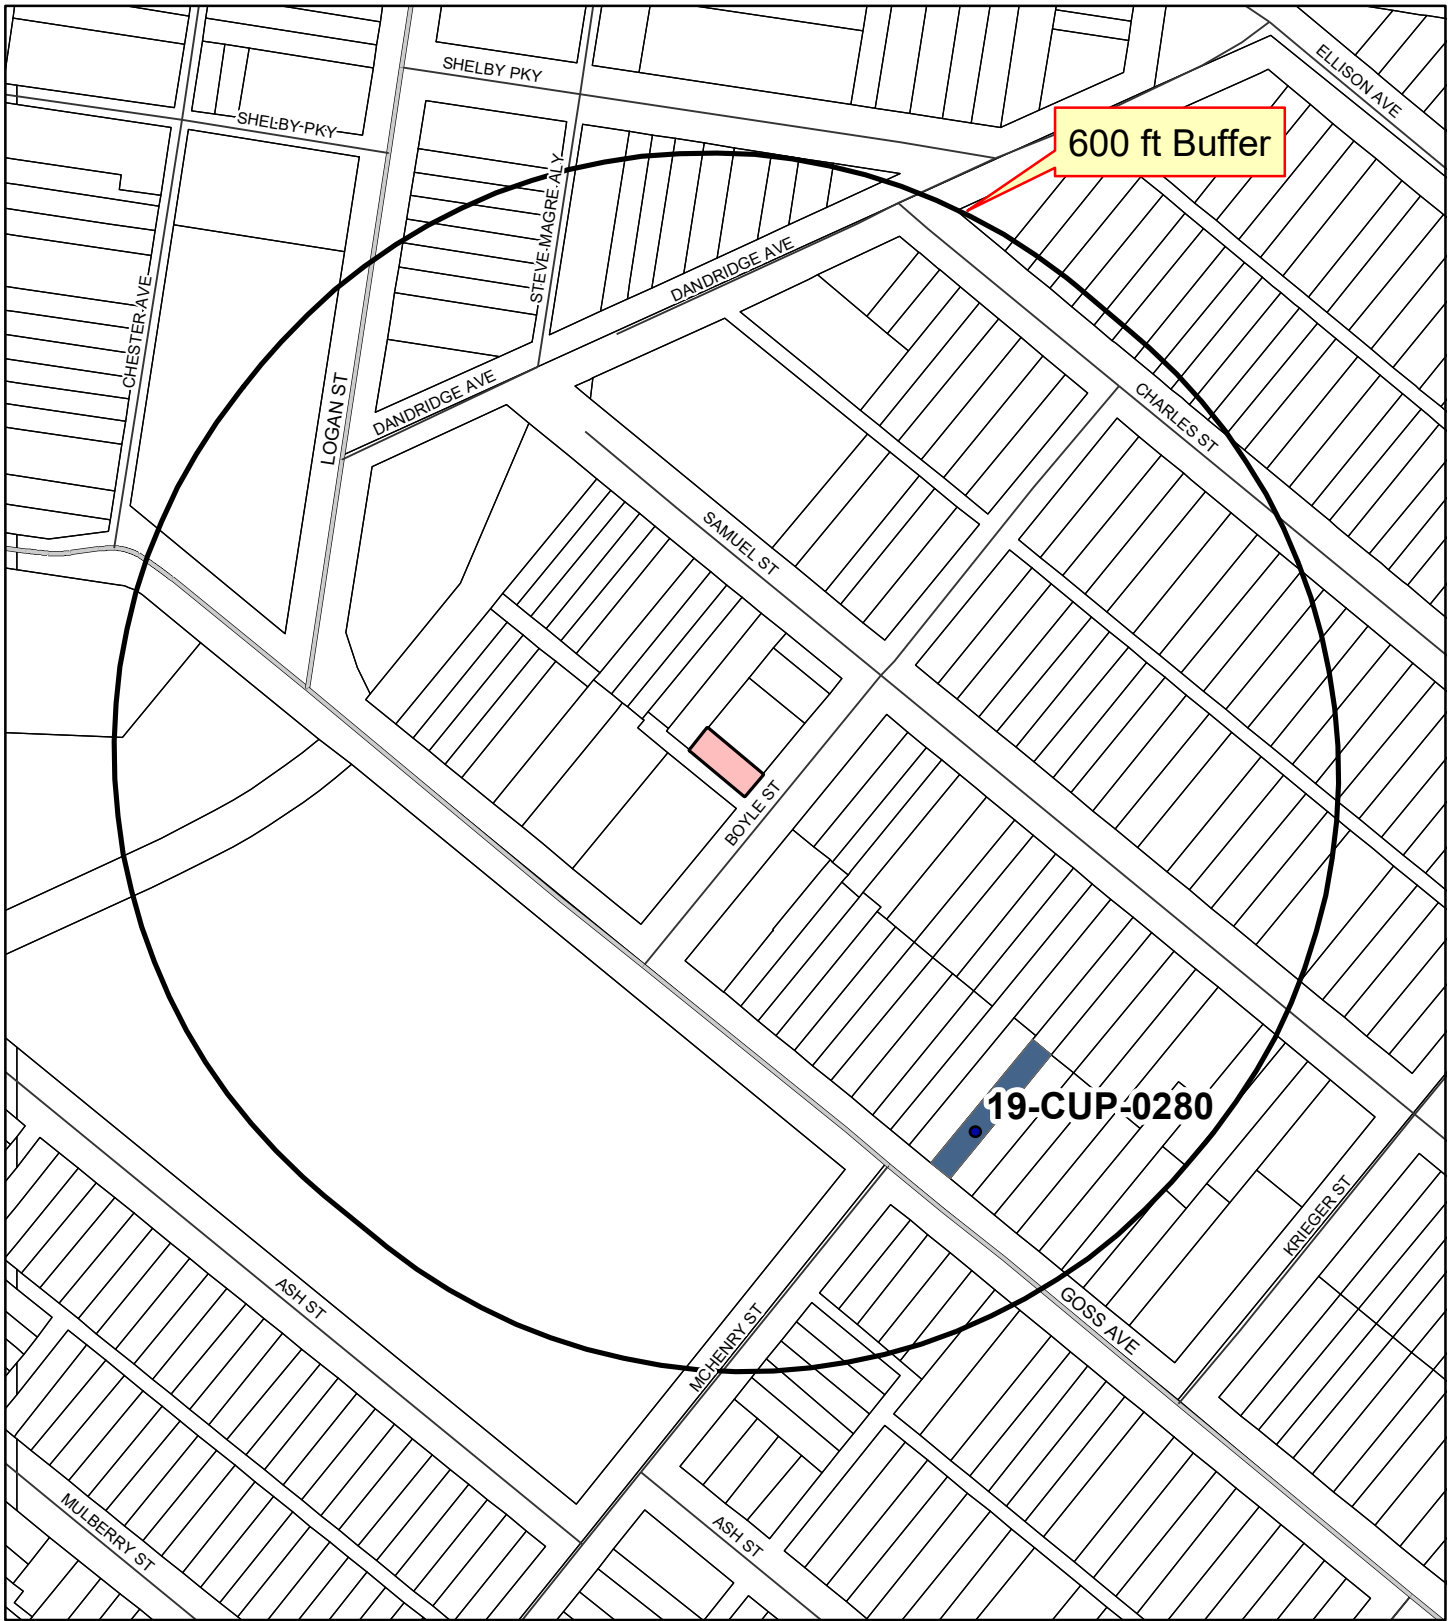 SHELBY PKY
ELLISON AVE
SHELBY PKY
600 ft Buffer
STEVE MAGRE ALY
DANDRIDGE AVE
CHESTER AVE
DANDRIDGE AVE
LOGAN ST
CHARLES ST
SAMUEL ST
BOYLE ST
19-CUP-0280
KRIEGER ST
ASH ST
GOSS AVE
MCHENRY ST
MULBERRY ST
ASH ST